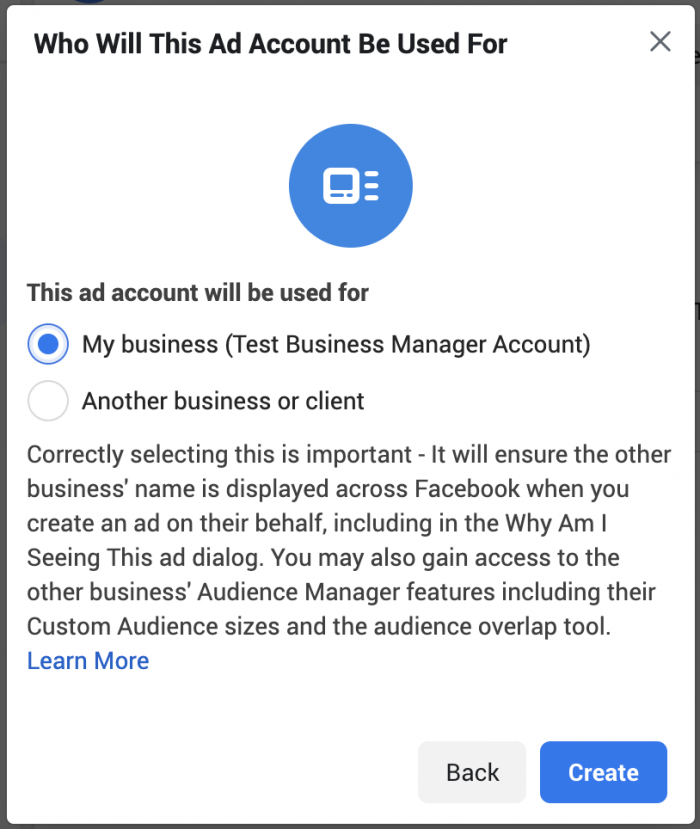 Who Will This Ad Account Be Used For
This ad account will be used for
My business (Test Business Manager Account)
Another business or client
Correctly selecting this is important - It will ensure the other
business' name is displayed across Facebook when you
create an ad on their behalf, including in the Why Am I
Seeing This ad dialog. You may also gain access to the
other business' Audience Manager features including their
Custom Audience sizes and the audience overlap tool.
Learn More
Back
Create